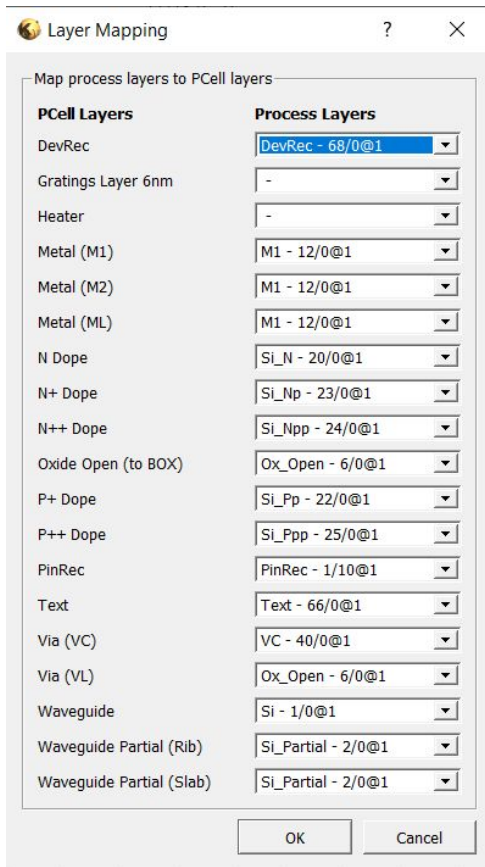 Layer Mapping ?
Map process layers to PCell layers
PCell Layers Process Layers
DevRec DevRec - 68/0@1
Gratings Layer 6nm -
Heater -
Metal (M1) M1 - 12/0@1
Metal (M2) M1 - 12/0@1
Metal (ML) M1 - 12/0@1
N Dope Si_N - 20/0@1
N+ Dope Si_Np - 23/0@1
N++ Dope Si_Npp - 24/0@1
Oxide Open (to BOX) Ox_Open - 6/0@1
P+ Dope Si_Pp - 22/0@1
P++ Dope Si_Ppp - 25/0@1
PinRec PinRec - 1/10@1
Text Text - 66/0@1
Via (VC) VC - 40/0@1
Via (VL) Ox_Open - 6/0@1
Waveguide Si - 1/0@1
Waveguide Partial (Rib) Si_Partial - 2/0@1
Waveguide Partial (Slab) Si_Partial - 2/0@1
OK Cancel